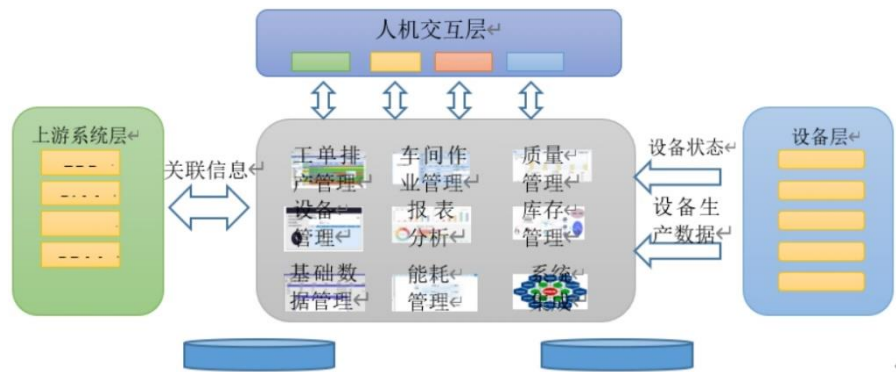 人机交互层
上游系统层
关联信息
工单排
产管理
车间作
业管理
质量
管理
设备
管理
报表
分析
库存
管理
基础数
据管理
能耗
管理
系统
集成
设备状态
设备生
产数据
设备层